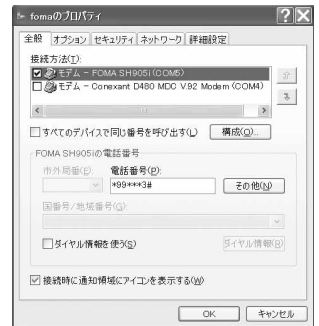 fomaのプロパティ
全般 オプション セキュリティ ネットワーク 詳細設定
接続方法(T):
モデム - FOMA SH905i (COM5)
モデム - Conexant D480 MDC V.92 Modem (COM4)
すべてのデバイスで同じ番号を呼び出す(L) 構成(O)...
FOMA SH905iの電話番号
市外局番(E): 電話番号(P):
*99***3# その他(N)
国番号/地域番号(G):
ダイヤル情報を使う(S) ダイヤル情報(R)
接続時に通知領域にアイコンを表示する(W)
OK キャンセル